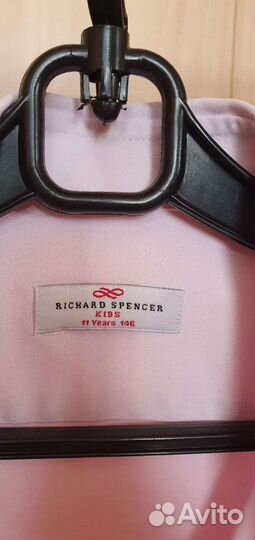 RICHARD SPENCER
KIDS
11 Years 146
Avito